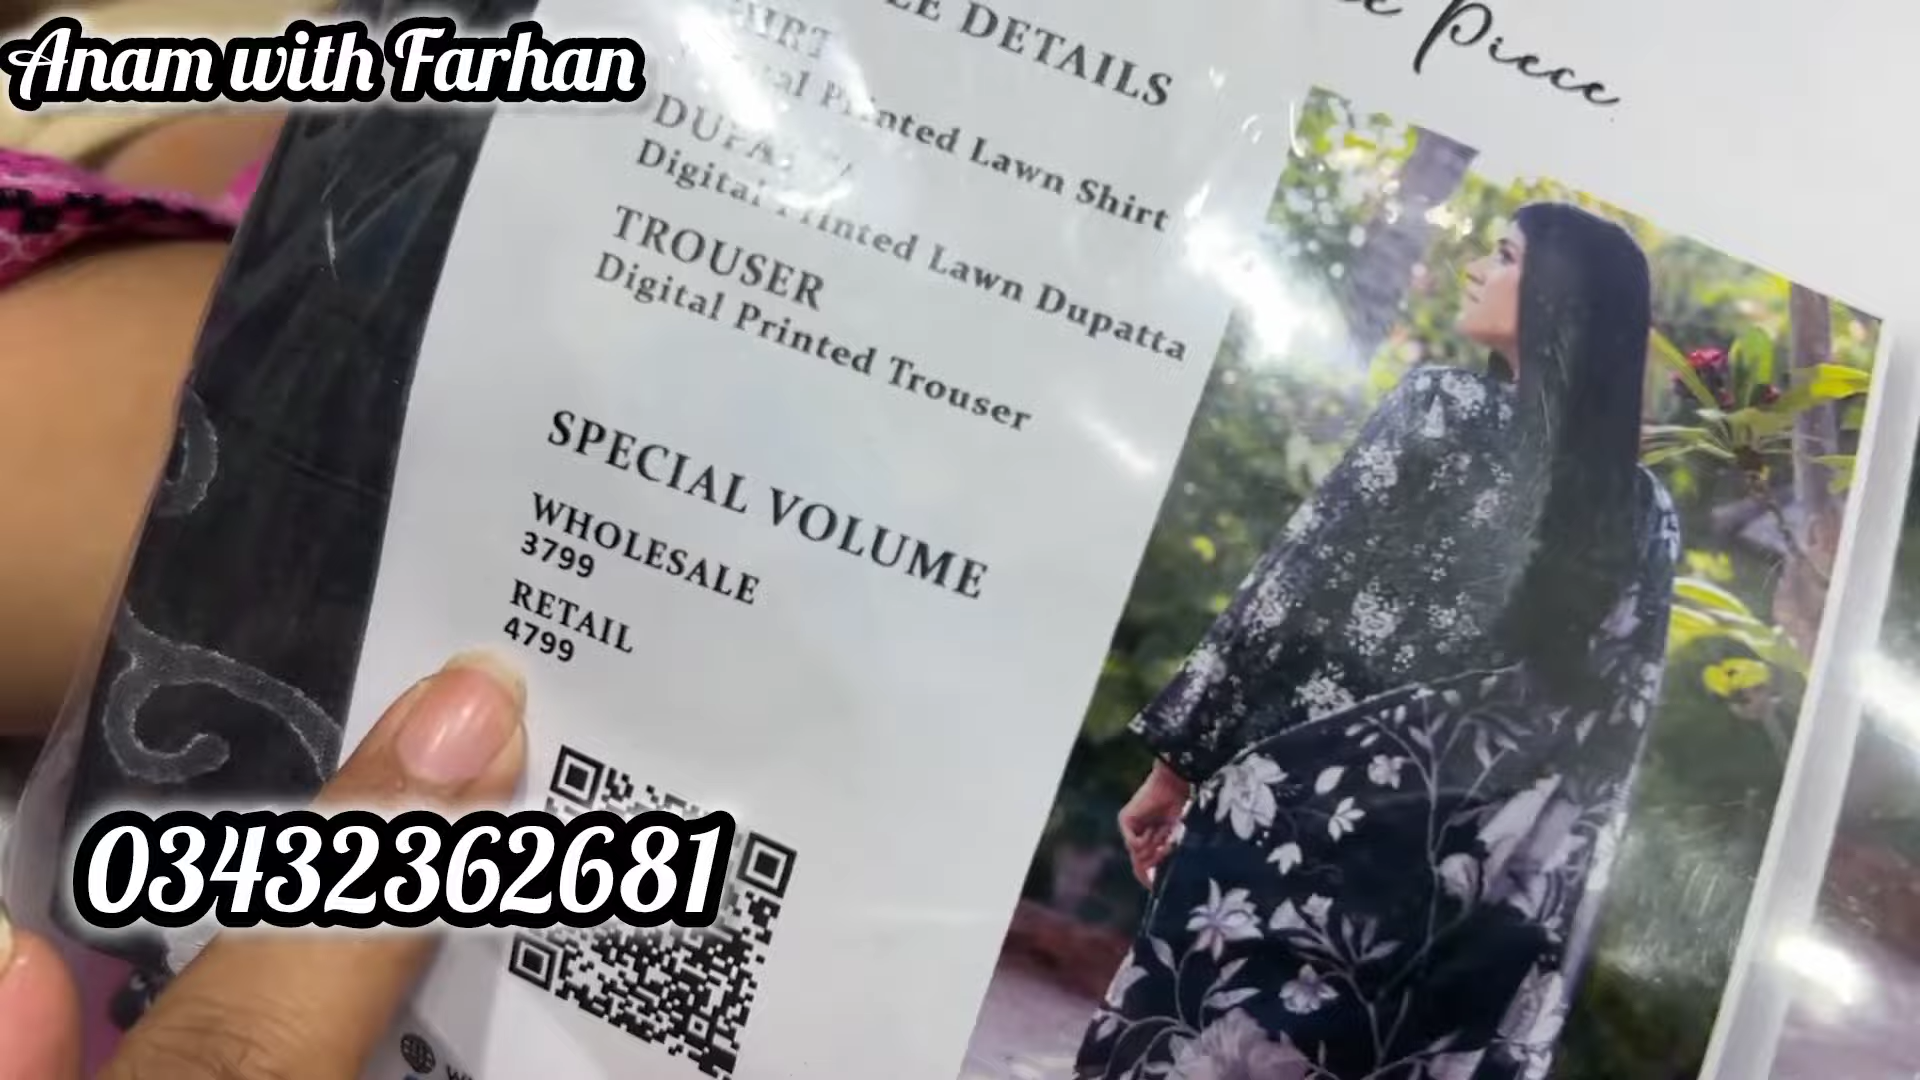 Anam with Farhan
DETAILS
Piece
Printed Lawn Shirt
Digital Printed Lawn Dupatta
TROUSER
Digital Printed Trouser
SPECIAL VOLUME
WHOLESALE
3799
RETAIL
4799
03432362681